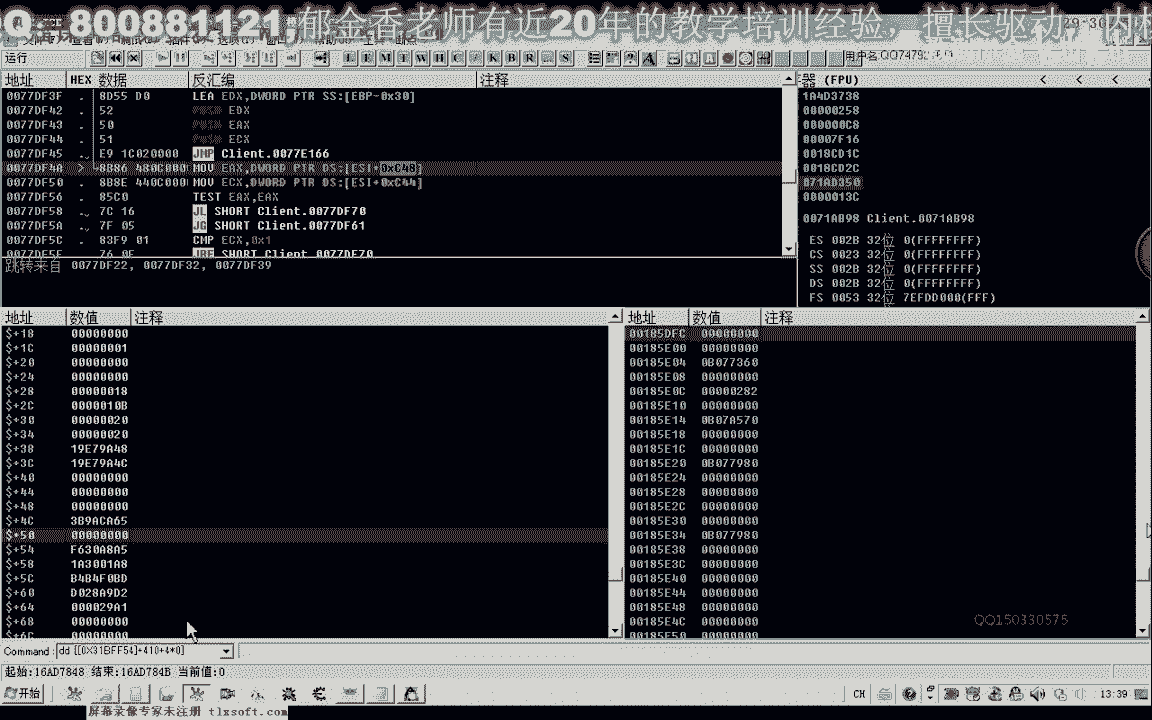 Q：800881121,郁金香老师有近20年的教学培训经验，擅长驱动，内核
29:30
运行
L E M T W H C K B R S
用户名:QQ7479
地址 HEX 数据 反汇编 注释
0077DF3F . 8D55 D0 LEA EDX,DWORD PTR SS:[EBP-0x30]
0077DF42 . 52 PUSH EDX
0077DF43 . 50 PUSH EAX
0077DF44 . 51 PUSH ECX
0077DF45 . E9 1C020000 JMP Client.0077E166
0077DF4A > 8B86 480C000 MOV EAX,DWORD PTR DS:[ESI+0xC48]
0077DF50 . 8B8E 440C000 MOV ECX,DWORD PTR DS:[ESI+0xC44]
0077DF56 . 85C0 TEST EAX,EAX
0077DF58 . 7C 16 JL SHORT Client.0077DF70
0077DF5A . 7F 05 JG SHORT Client.0077DF61
0077DF5C . 83F9 01 CMP ECX,0x1
0077DF5E . 76 0F JBE SHORT Client.0077DF70
跳转来自 0077DF22, 0077DF32, 0077DF39
器 (FPU) < < <
1A4D3738
00000258
000000C8
00007F16
0018CD1C
0018CD2C
071AD350
0000013C
0071AB98 Client.0071AB98
ES 002B 32位 0(FFFFFFFF)
CS 0023 32位 0(FFFFFFFF)
SS 002B 32位 0(FFFFFFFF)
DS 002B 32位 0(FFFFFFFF)
FS 0053 32位 7EFDD000(FFF)
地址 数值 注释
$+18 00000000
$+1C 00000001
$+20 00000000
$+24 00000000
$+28 00000018
$+2C 0000010B
$+30 00000020
$+34 00000020
$+38 19E79A48
$+3C 19E79A4C
$+40 00000000
$+44 00000000
$+48 00000000
$+4C 3B9ACA65
$+50 00000000
$+54 F630A8A5
$+58 1A3001A8
$+5C B4B4F0BD
$+60 D028A9D2
$+64 000029A1
$+68 00000000
$+6C 00000000
地址 数值 注释
00185DFC 00000000
00185E00 00000000
00185E04 0B077360
00185E08 00000000
00185E0C 00000282
00185E10 00000000
00185E14 0B07A570
00185E18 00000000
00185E1C 00000000
00185E20 0B077980
00185E24 00000000
00185E28 00000000
00185E2C 00000000
00185E30 00000000
00185E34 0B077980
00185E38 00000000
00185E3C 00000000
00185E40 00000000
00185E44 00000000
00185E48 00000000
00185E50 00000000
QQ150330575
Command: dd [[0X31BFF54]+410+4*0]
起始:16AD7848 结束:16AD784B 当前值:0
开始 CH 13:39
屏幕录像专家未注册 tlxsoft.com